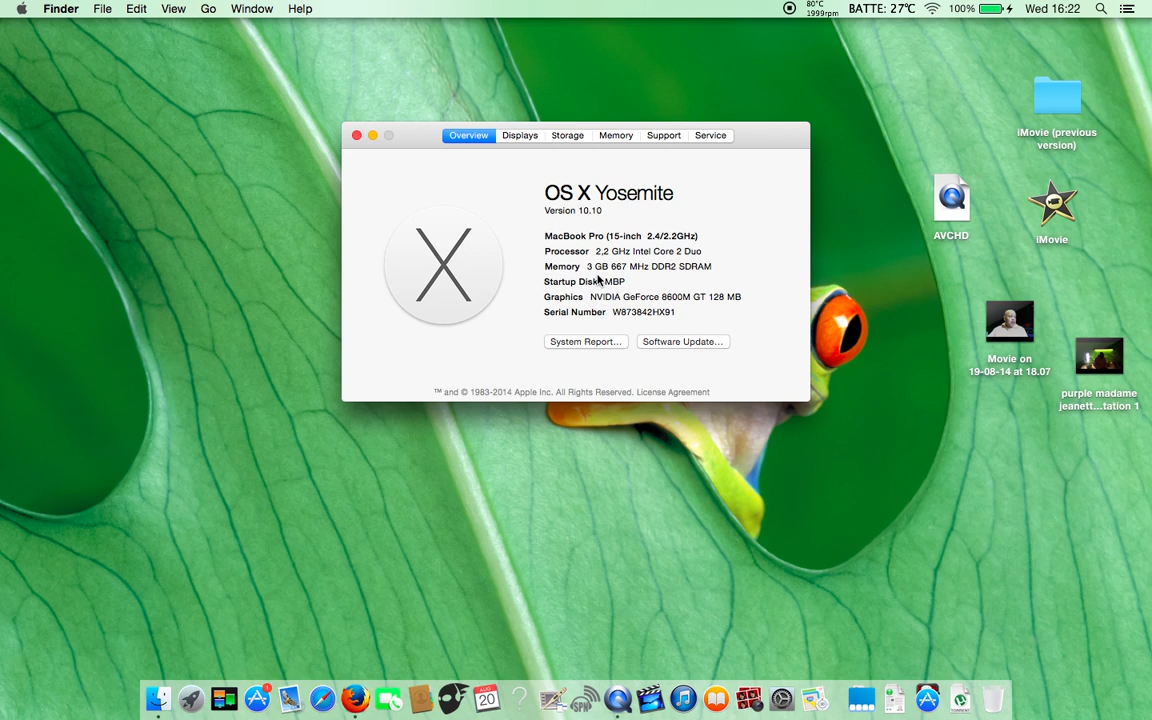 Finder File Edit View Go Window Help
80°C
1999rpm
BATTE: 27°C 100% Wed 16:22
Overview Displays Storage Memory Support Service
OS X Yosemite
Version 10.10
MacBook Pro (15-inch 2.4/2.2GHz)
Processor 2,2 GHz Intel Core 2 Duo
Memory 3 GB 667 MHz DDR2 SDRAM
Startup Disk MBP
Graphics NVIDIA GeForce 8600M GT 128 MB
Serial Number W873842HX91
System Report... Software Update...
™ and © 1983-2014 Apple Inc. All Rights Reserved. License Agreement
iMovie (previous
version)
AVCHD
iMovie
Movie on
19-08-14 at 18.07
purple madame
jeanett...tation 1
1
AUG
20
?
SPN
TORRENT